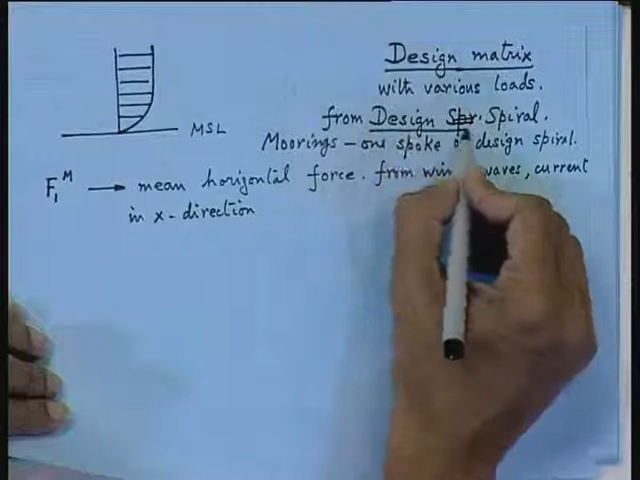 Design matrix
with various loads.
from Design Spr. Spiral.
MSL
Moorings - one spoke design spiral.
F₁ᴹ → mean horizontal force. from waves, current
in x-direction